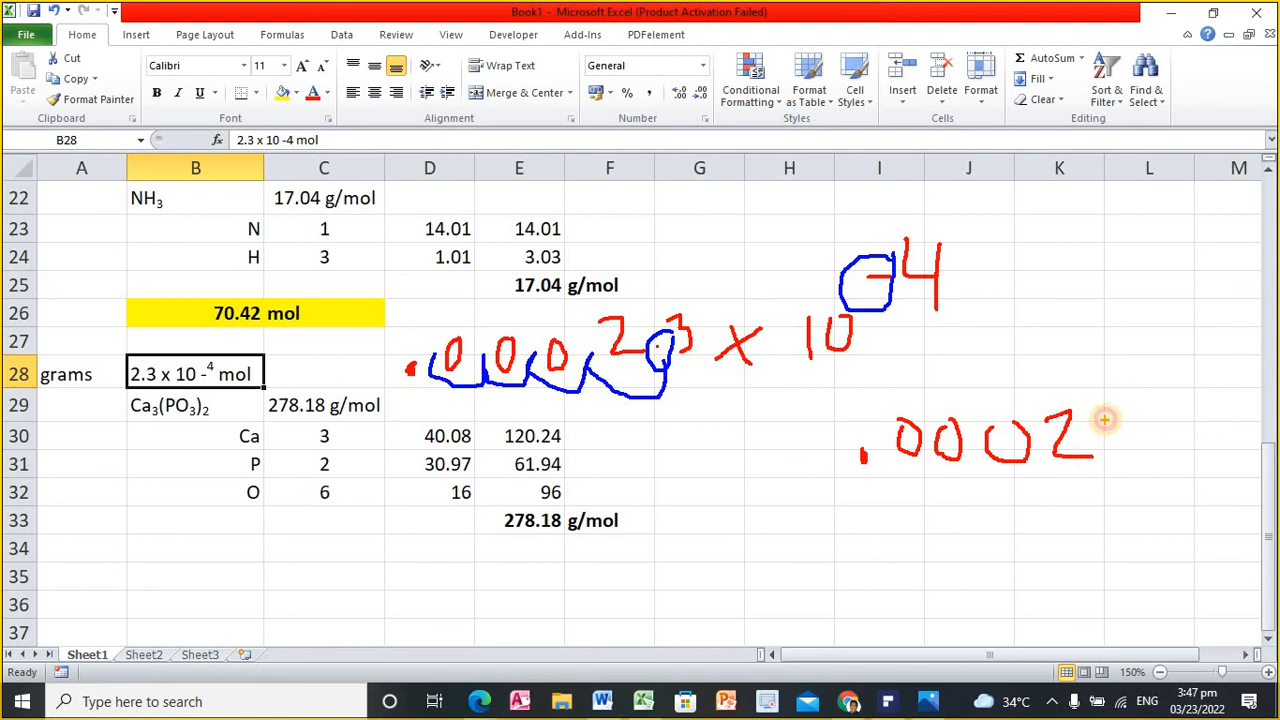 Book1 - Microsoft Excel (Product Activation Failed)
File Home Insert Page Layout Formulas Data Review View Developer Add-Ins PDFelement
Cut Calibri 11 A A Wrap Text General Σ AutoSum
Copy Fill
Paste Format Painter B I U A Merge & Center % , .0 .00 .00 .0 Conditional Formatting Format as Table Cell Styles Insert Delete Format Clear Sort & Filter Find & Select
Clipboard Font Alignment Number Styles Cells Editing
B28 fx 2.3 x 10 -4 mol
A B C D E F G H I J K L M
22 NH₃ 17.04 g/mol
23 N 1 14.01 14.01
24 H 3 1.01 3.03
25 17.04 g/mol
26 70.42 mol
27
28 grams 2.3 x 10 -⁴ mol
29 Ca₃(PO₃)₂ 278.18 g/mol
30 Ca 3 40.08 120.24
31 P 2 30.97 61.94
32 O 6 16 96
33 278.18 g/mol
34
35
36
37
.0002.3 x 10⁻⁴
.0002
Sheet1 Sheet2 Sheet3
Ready 150%
Type here to search 34°C ENG 3:47 pm
03/23/2022